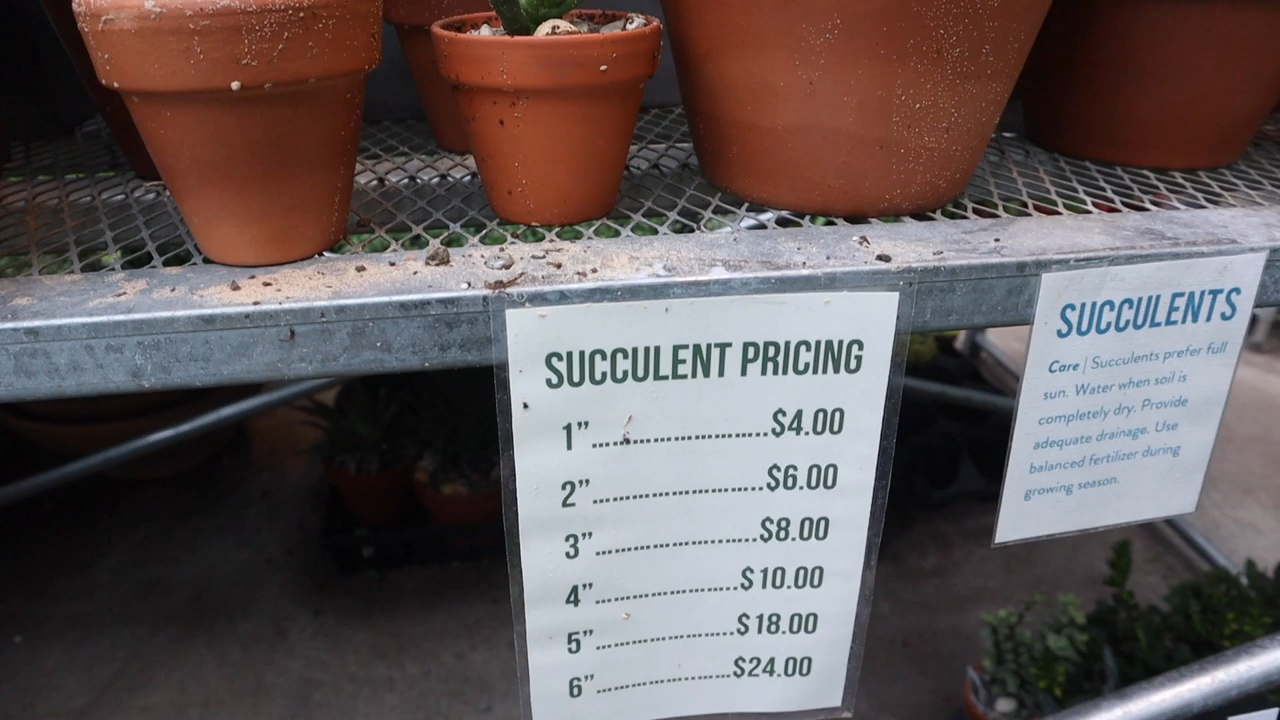 SUCCULENT PRICING
1”........................$4.00
2”........................$6.00
3”........................$8.00
4”.....................$10.00
5”.....................$18.00
6”.....................$24.00
SUCCULENTS
Care | Succulents prefer full
sun. Water when soil is
completely dry. Provide
adequate drainage. Use
balanced fertilizer during
growing season.